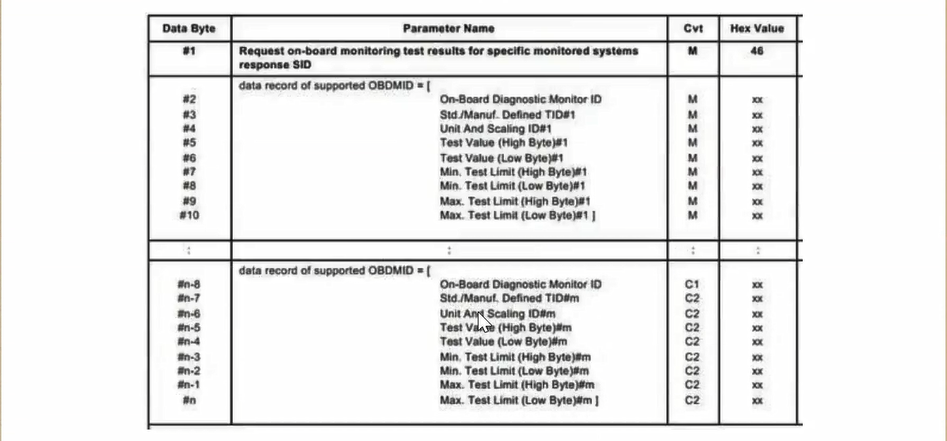 Data Byte Parameter Name Cvt Hex Value
#1 Request on-board monitoring test results for specific monitored systems M 46
response SID
data record of supported OBDMID = [
#2 On-Board Diagnostic Monitor ID M xx
#3 Std./Manuf. Defined TID#1 M xx
#4 Unit And Scaling ID#1 M xx
#5 Test Value (High Byte)#1 M xx
#6 Test Value (Low Byte)#1 M xx
#7 Min. Test Limit (High Byte)#1 M xx
#8 Min. Test Limit (Low Byte)#1 M xx
#9 Max. Test Limit (High Byte)#1 M xx
#10 Max. Test Limit (Low Byte)#1 ] M xx
: : : :
data record of supported OBDMID = [
#n-8 On-Board Diagnostic Monitor ID C1 xx
#n-7 Std./Manuf. Defined TID#m C2 xx
#n-6 Unit And Scaling ID#m C2 xx
#n-5 Test Value (High Byte)#m C2 xx
#n-4 Test Value (Low Byte)#m C2 xx
#n-3 Min. Test Limit (High Byte)#m C2 xx
#n-2 Min. Test Limit (Low Byte)#m C2 xx
#n-1 Max. Test Limit (High Byte)#m C2 xx
#n Max. Test Limit (Low Byte)#m ] C2 xx